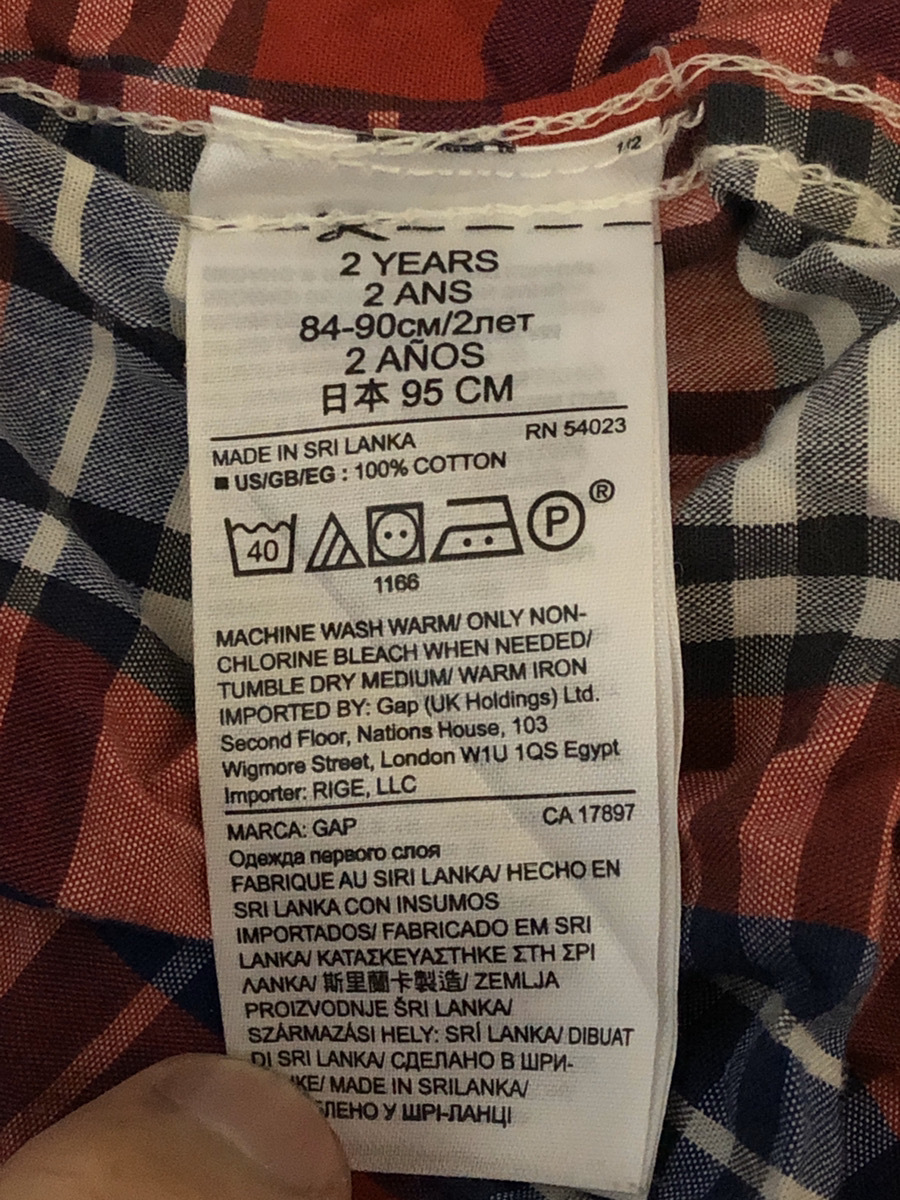 1/2
2 YEARS
2 ANS
84-90см/2лет
2 AÑOS
日本 95 CM
MADE IN SRI LANKA RN 54023
■ US/GB/EG : 100% COTTON
40 P ®
1166
MACHINE WASH WARM/ ONLY NON-
CHLORINE BLEACH WHEN NEEDED/
TUMBLE DRY MEDIUM/ WARM IRON
IMPORTED BY: Gap (UK Holdings) Ltd.
Second Floor, Nations House, 103
Wigmore Street, London W1U 1QS Egypt
Importer: RIGE, LLC
MARCA: GAP CA 17897
Одежда первого слоя
FABRIQUE AU SIRI LANKA/ HECHO EN
SRI LANKA CON INSUMOS
IMPORTADOS/ FABRICADO EM SRI
LANKA/ ΚΑΤΑΣΚΕΥΑΣΤΗΚΕ ΣΤΗ ΣΡΙ
ΛΑΝΚΑ/ 斯里蘭卡製造/ ZEMLJA
PROIZVODNJE ŠRI LANKA/
SZÁRMAZÁSI HELY: SRÍ LANKA/ DIBUAT
DI SRI LANKA/ СДЕЛАНО В ШРИ-
MADE IN SRILANKA/
У ШРІ-ЛАНЦІ